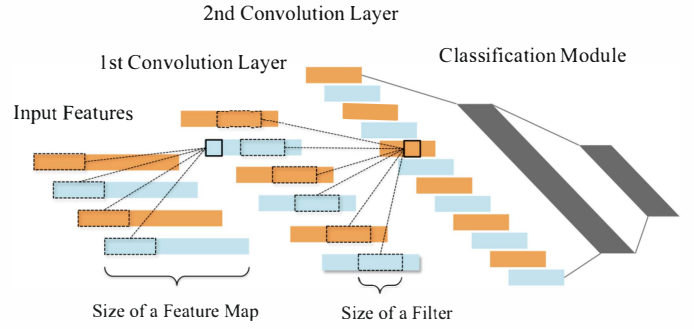 2nd Convolution Layer
1st Convolution Layer
Classification Module
Input Features
Size of a Feature Map
Size of a Filter